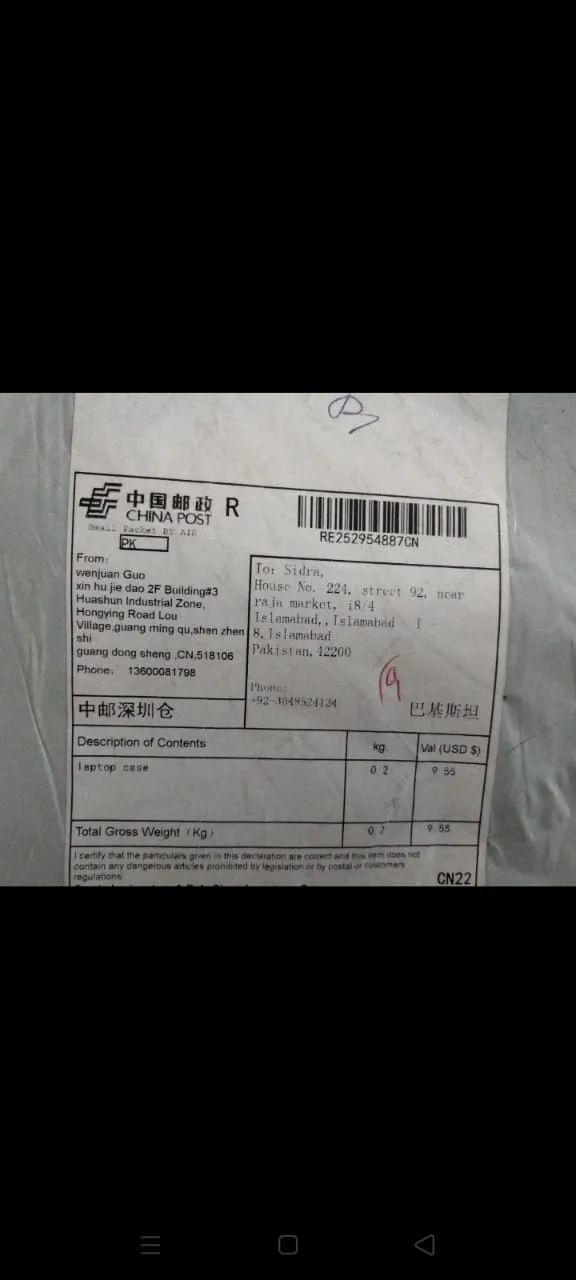 中国邮政 R
CHINA POST
Small Packet BY AIR
PK
RE252954887CN
From:
wenjuan Guo
xin hu jie dao 2F Building#3
Huashun Industrial Zone,
Hongying Road Lou
Village,guang ming qu,shen zhen
shi
guang dong sheng ,CN,518106
Phone: 13600081798
To: Sidra,
House No. 224, street 92, near
raja market, i8/4
Islamabad,,Islamabad - I -
8,Islamabad
Pakistan,42200
Phone:
+92-3048524124
中邮深圳仓
巴基斯坦
Description of Contents kg Val (USD $)
laptop case 0.2 9.55
Total Gross Weight (Kg) 0.2 9.55
I certify that the particulars given in this declaration are correct and this item does not
contain any dangerous articles prohibited by legislation or by postal or customers
regulations
CN22